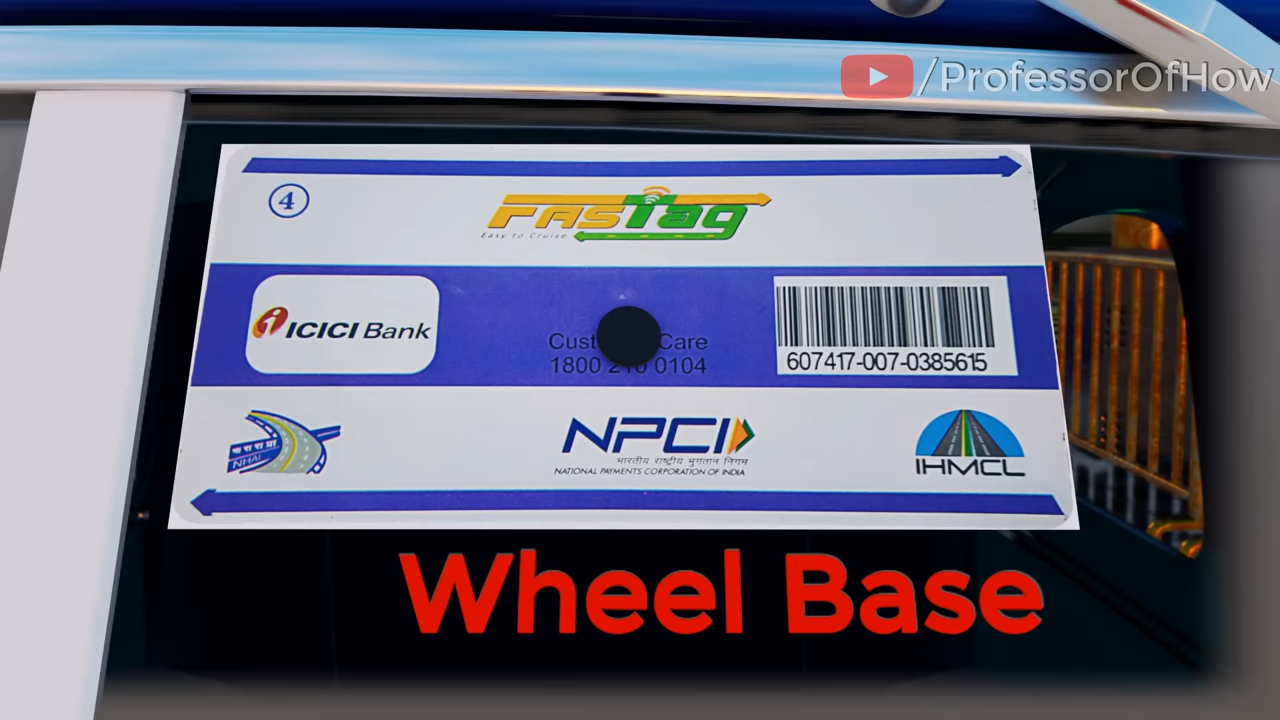 /ProfessorOfHow
4
FASTag
Easy to Cruise
ICICI Bank
Care
1800 0104
607417-007-0385615
भा रा रा प्रा
NHAI
NPCI
भारतीय राष्ट्रीय भुगतान निगम
NATIONAL PAYMENTS CORPORATION OF INDIA
IHMCL
Wheel Base